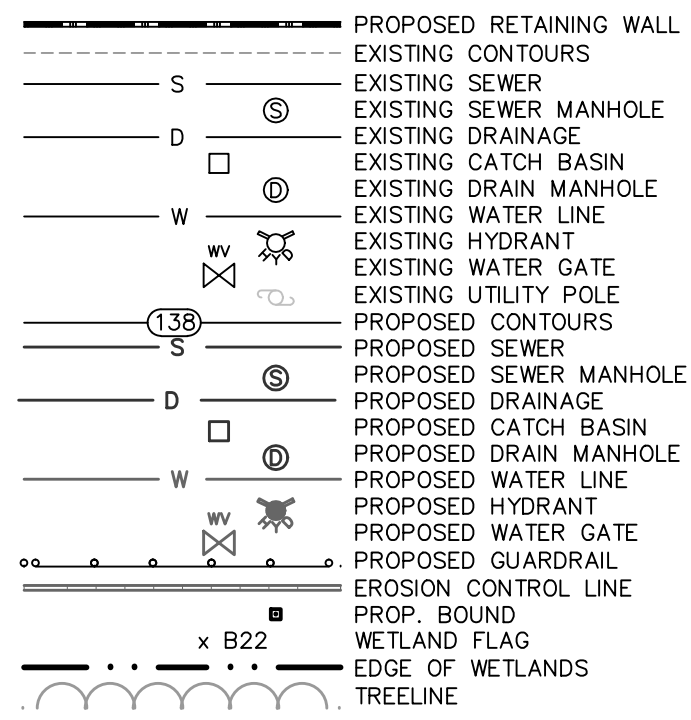 PROPOSED RETAINING WALL
EXISTING CONTOURS
S EXISTING SEWER
S EXISTING SEWER MANHOLE
D EXISTING DRAINAGE
EXISTING CATCH BASIN
D EXISTING DRAIN MANHOLE
W EXISTING WATER LINE
HYD EXISTING HYDRANT
WV EXISTING WATER GATE
EXISTING UTILITY POLE
138 PROPOSED CONTOURS
S PROPOSED SEWER
S PROPOSED SEWER MANHOLE
D PROPOSED DRAINAGE
PROPOSED CATCH BASIN
D PROPOSED DRAIN MANHOLE
W PROPOSED WATER LINE
HYD PROPOSED HYDRANT
WV PROPOSED WATER GATE
PROPOSED GUARDRAIL
EROSION CONTROL LINE
PROP. BOUND
x B22 WETLAND FLAG
EDGE OF WETLANDS
TREELINE